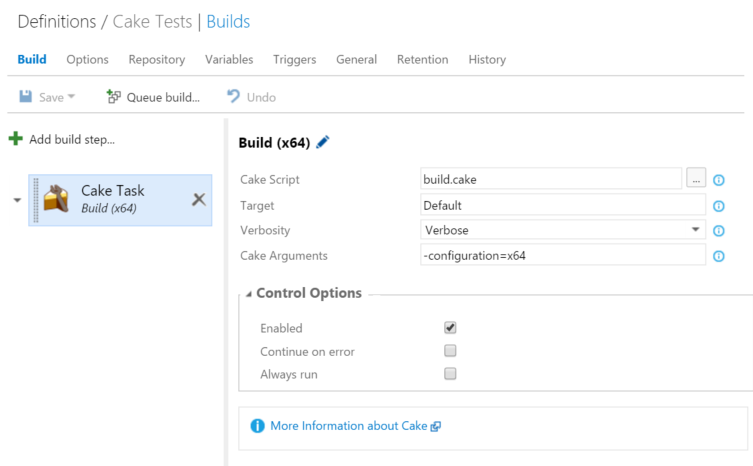 Definitions / Cake Tests | Builds
Build Options Repository Variables Triggers General Retention History
Save Queue build... Undo
Add build step...
Cake Task
Build (x64)
Build (x64)
Cake Script build.cake ...
Target Default
Verbosity Verbose
Cake Arguments -configuration=x64
Control Options
Enabled
Continue on error
Always run
More Information about Cake